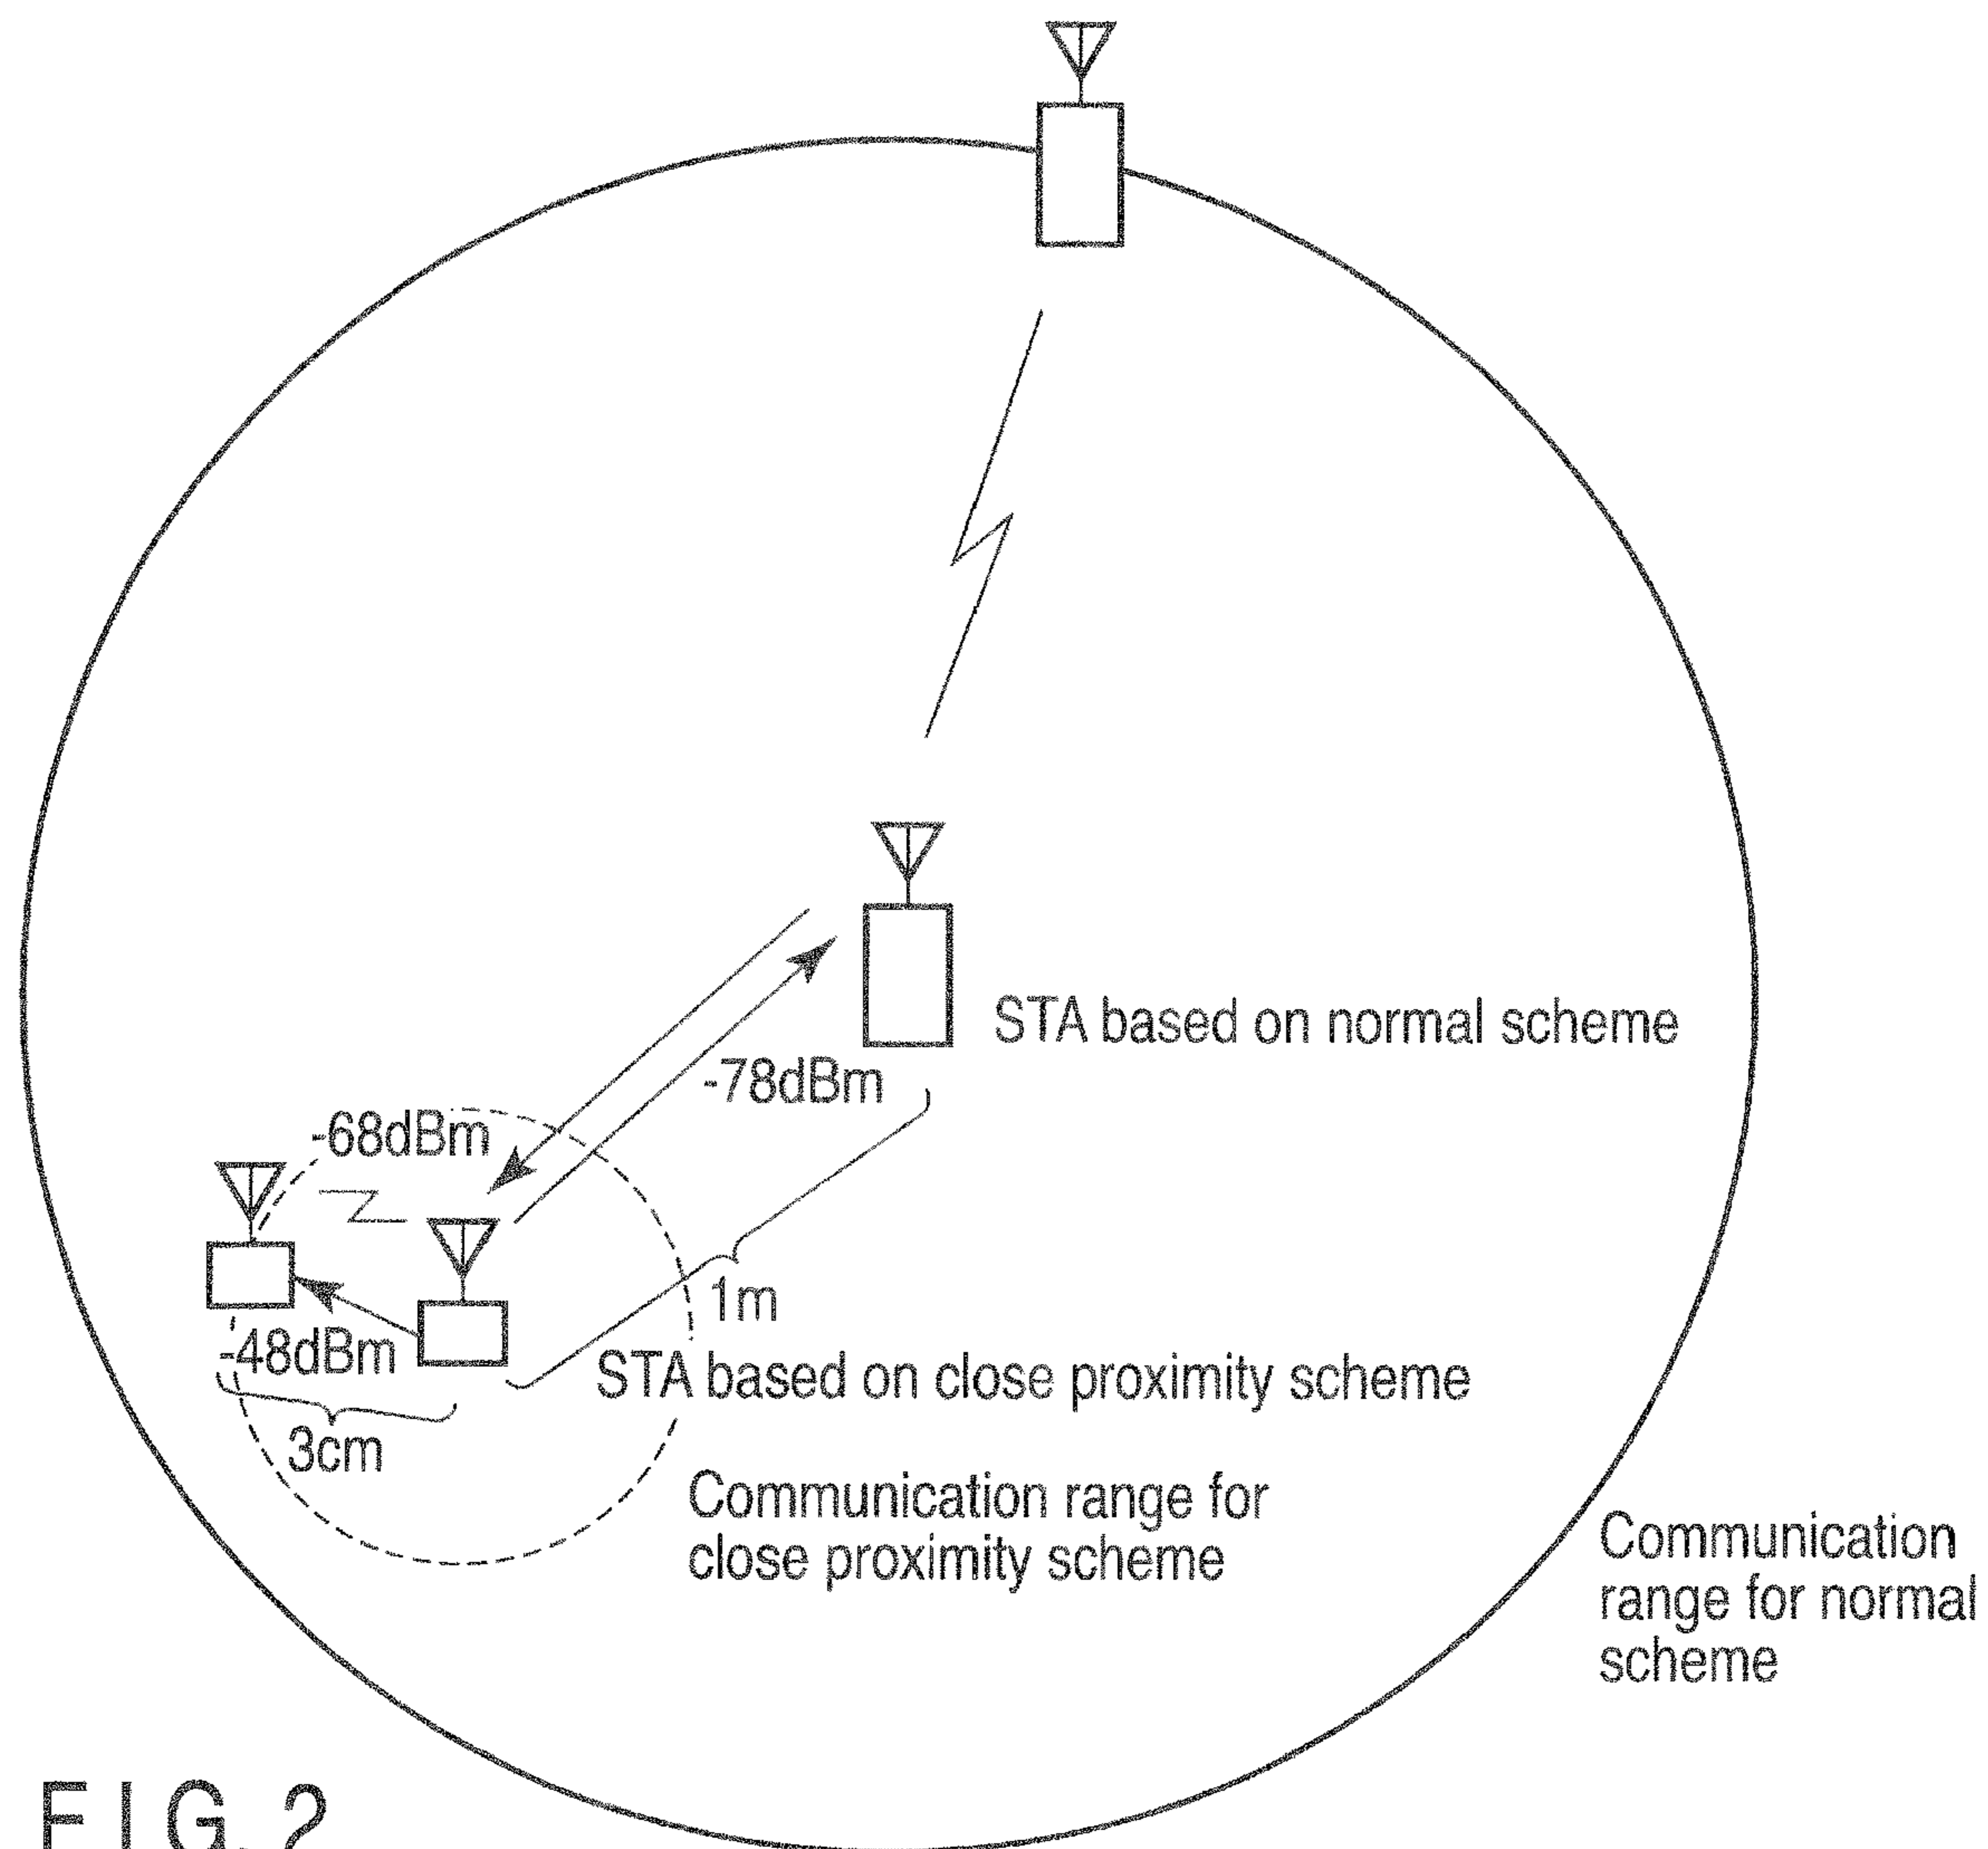 STA based on normal scheme
-78dBm
-68dBm
1m
-48dBm
STA based on close proximity scheme
3cm
Communication range for
close proximity scheme
Communication
range for normal
scheme
FIG. 2